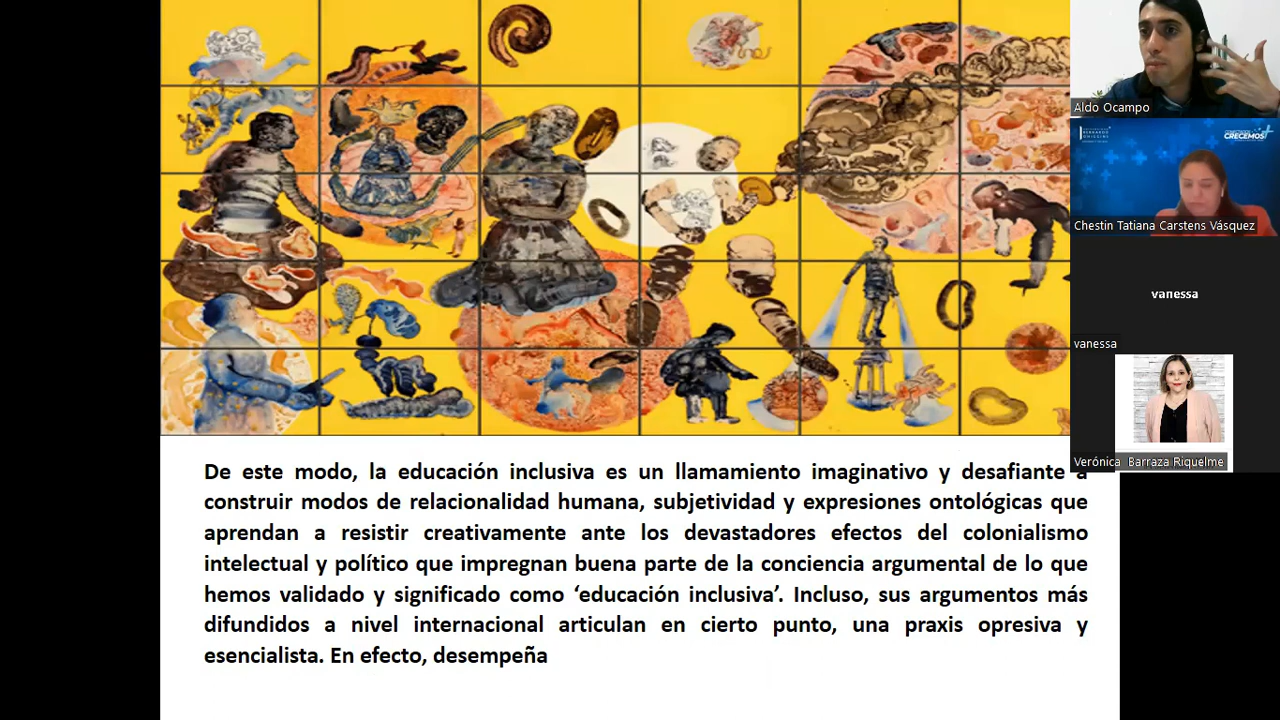 Aldo Ocampo
CRECEMOS
Chestin Tatiana Carstens Vásquez
vanessa
vanessa
Verónica Barraza Riquelme
De este modo, la educación inclusiva es un llamamiento imaginativo y desafiante a
construir modos de relacionalidad humana, subjetividad y expresiones ontológicas que
aprendan a resistir creativamente ante los devastadores efectos del colonialismo
intelectual y político que impregnan buena parte de la conciencia argumental de lo que
hemos validado y significado como ‘educación inclusiva’. Incluso, sus argumentos más
difundidos a nivel internacional articulan en cierto punto, una praxis opresiva y
esencialista. En efecto, desempeña